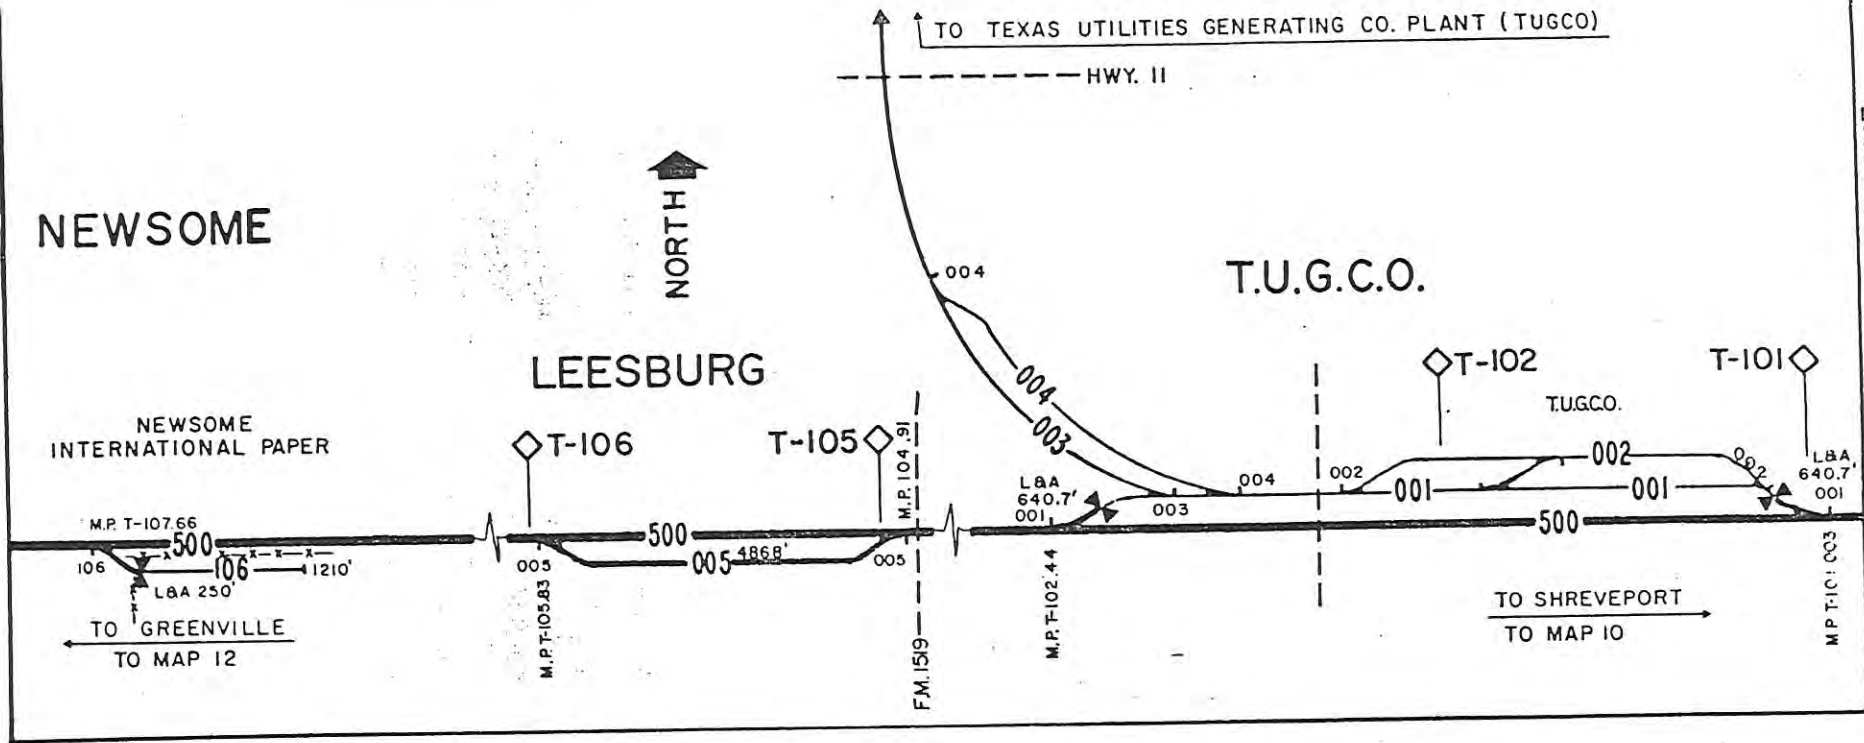 TO TEXAS UTILITIES GENERATING CO. PLANT (TUGCO)
HWY. 11
NEWSOME
NORTH
T.U.G.C.O.
LEESBURG
NEWSOME
INTERNATIONAL PAPER
T-106
T-105
M.P. 104.91
004
004
003
T-102
T-101
T.U.G.C.O.
002
002
002
L&A
640.7'
001
001
001
004
003
L&A
640.7'
001
M.P. T-107.66
500
106
106
1210'
L&A 250'
500
005
005
4868'
005
500
M.P. T-105.83
F.M. 1519
M.P. T-102.44
M.P. T-101.003
TO GREENVILLE
TO MAP 12
TO SHREVEPORT
TO MAP 10